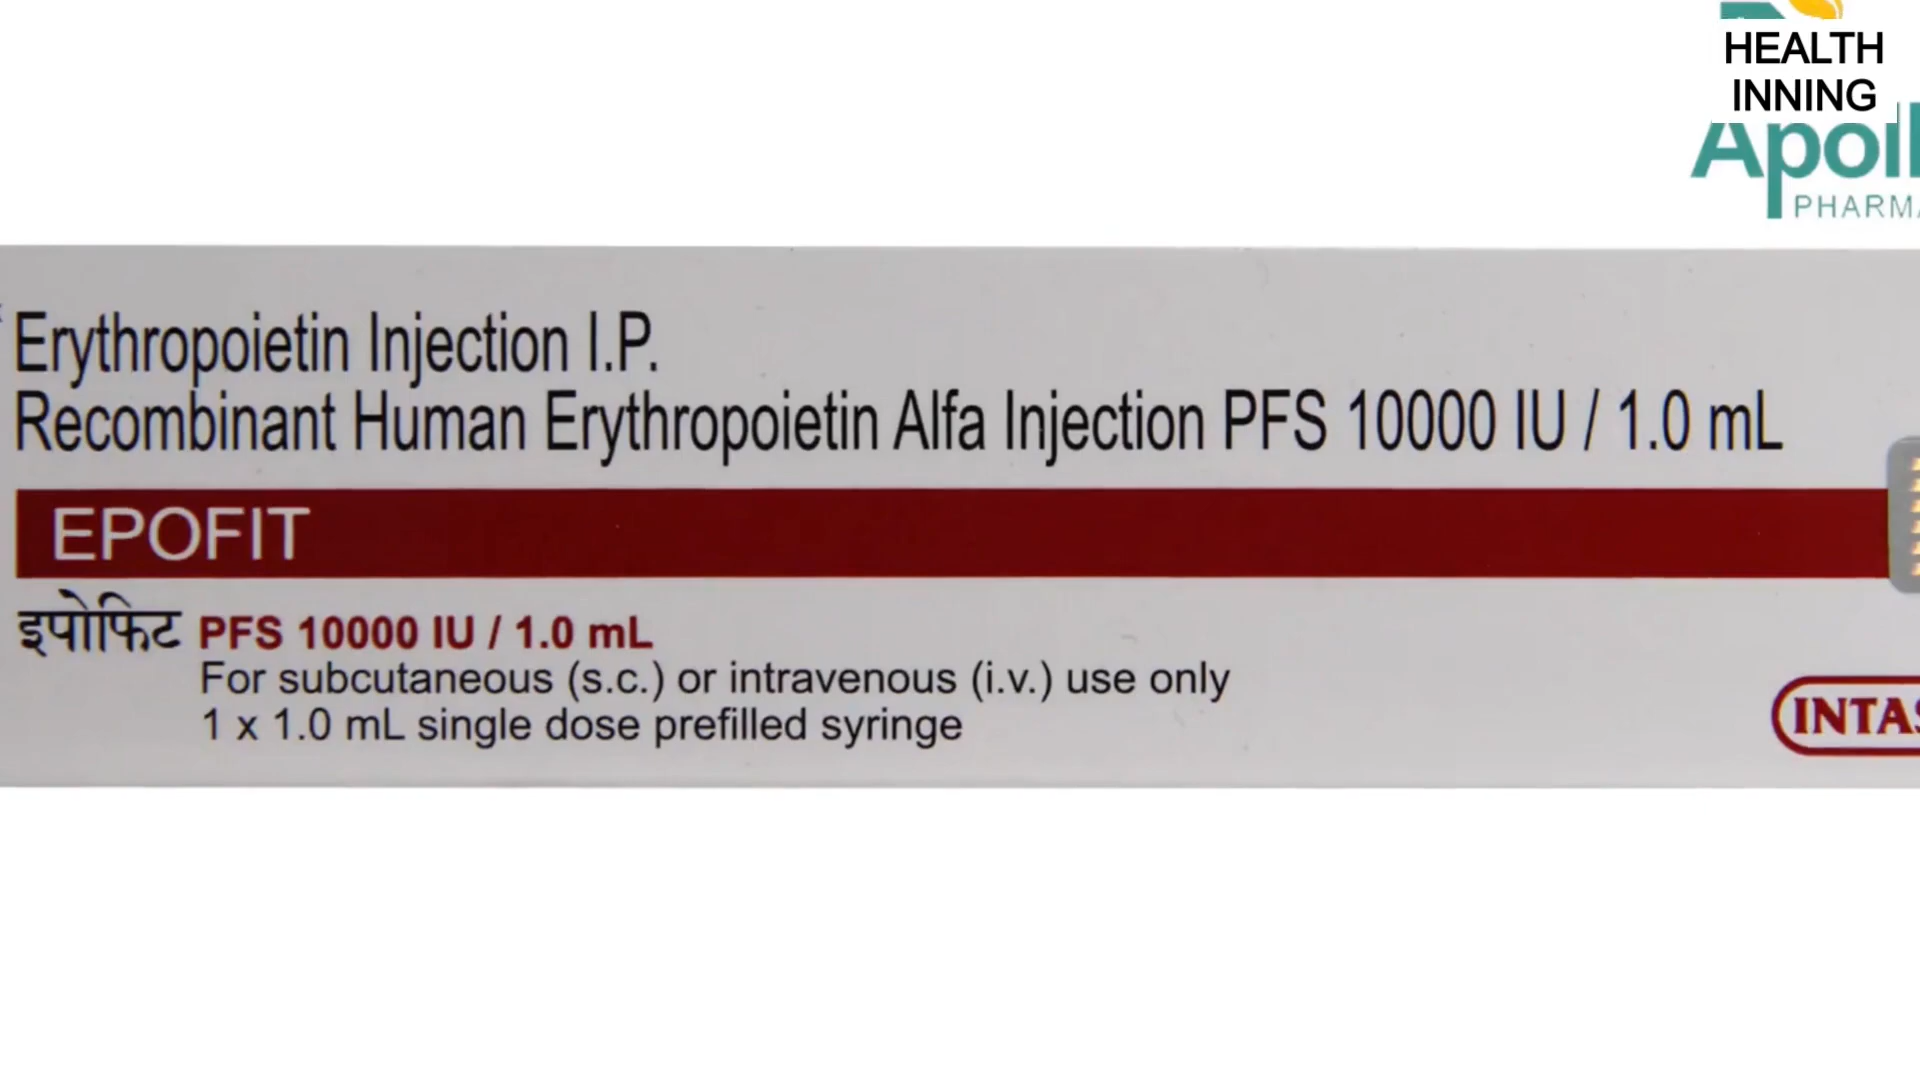 HEALTH
INNING
PHARMA
Erythropoietin Injection I.P.
Recombinant Human Erythropoietin Alfa Injection PFS 10000 IU / 1.0 mL
EPOFIT
इपोफिट PFS 10000 IU / 1.0 mL
For subcutaneous (s.c.) or intravenous (i.v.) use only
1 x 1.0 mL single dose prefilled syringe
INTAS